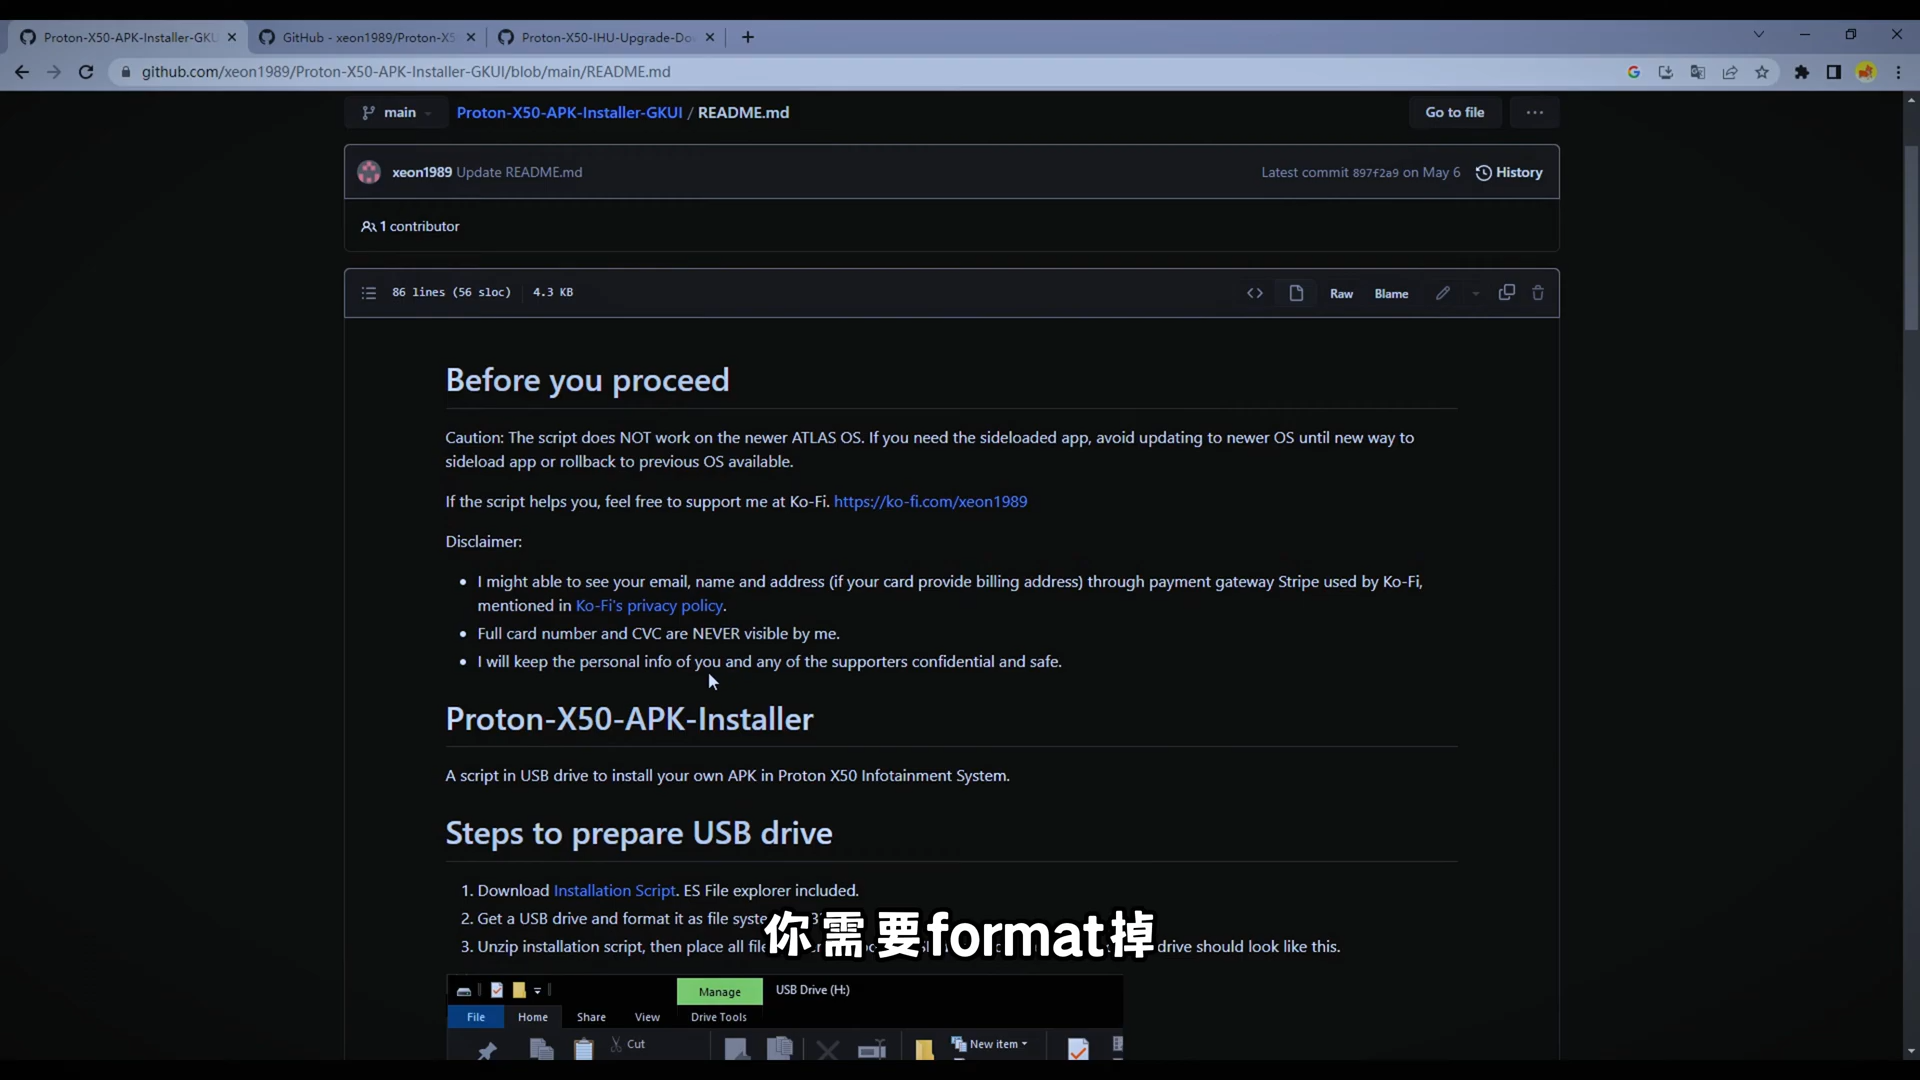 Proton-X50-APK-Installer-GKU
GitHub - xeon1989/Proton-X5
Proton-X50-IHU-Upgrade-Do
github.com/xeon1989/Proton-X50-APK-Installer-GKUI/blob/main/README.md
main
Proton-X50-APK-Installer-GKUI / README.md
Go to file
xeon1989 Update README.md
Latest commit 897f2a9 on May 6
History
1 contributor
86 lines (56 sloc)
4.3 KB
Raw
Blame
Before you proceed
Caution: The script does NOT work on the newer ATLAS OS. If you need the sideloaded app, avoid updating to newer OS until new way to
sideload app or rollback to previous OS available.
If the script helps you, feel free to support me at Ko-Fi. https://ko-fi.com/xeon1989
Disclaimer:
• I might able to see your email, name and address (if your card provide billing address) through payment gateway Stripe used by Ko-Fi,
mentioned in Ko-Fi's privacy policy.
• Full card number and CVC are NEVER visible by me.
• I will keep the personal info of you and any of the supporters confidential and safe.
Proton-X50-APK-Installer
A script in USB drive to install your own APK in Proton X50 Infotainment System.
Steps to prepare USB drive
1. Download Installation Script. ES File explorer included.
2. Get a USB drive and format it as file
3. Unzip installation script, then place all
drive should look like this.
你需要format掉
Manage
USB Drive (H:)
File
Home
Share
View
Drive Tools
Cut
New item